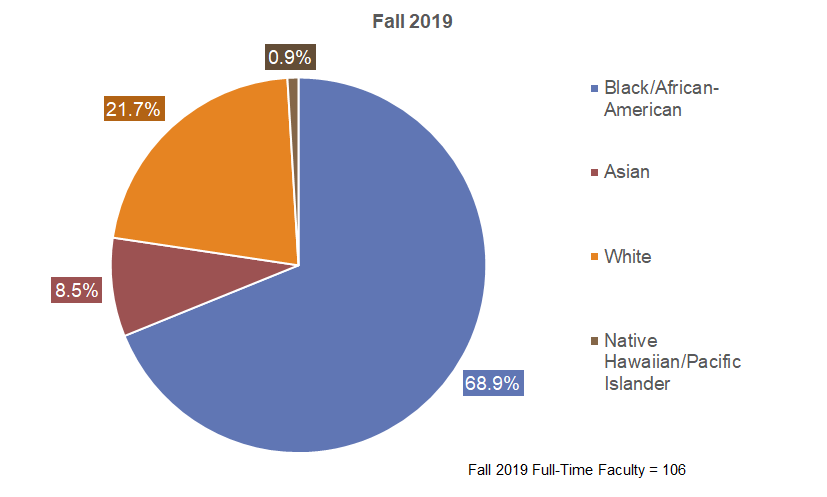 Fall 2019
0.9%
21.7%
8.5%
68.9%
Black/African-
American
Asian
White
Native
Hawaiian/Pacific
Islander
Fall 2019 Full-Time Faculty = 106